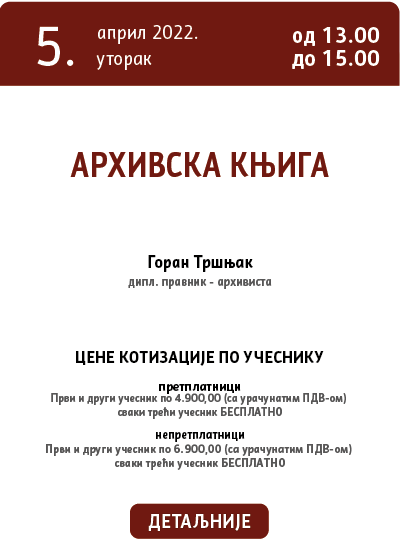 5.
април 2022.
уторак
од 13.00
до 15.00
АРХИВСКА КЊИГА
Горан Тршњак
дипл. правник - архивиста
ЦЕНЕ КОТИЗАЦИЈЕ ПО УЧЕСНИКУ
претплатници
Први и други учесник по 4.900,00 (са урачунатим ПДВ-ом)
сваки трећи учесник БЕСПЛАТНО
непретплатници
Први и други учесник по 6.900,00 (са урачунатим ПДВ-ом)
сваки трећи учесник БЕСПЛАТНО
ДЕТАЉНИЈЕ